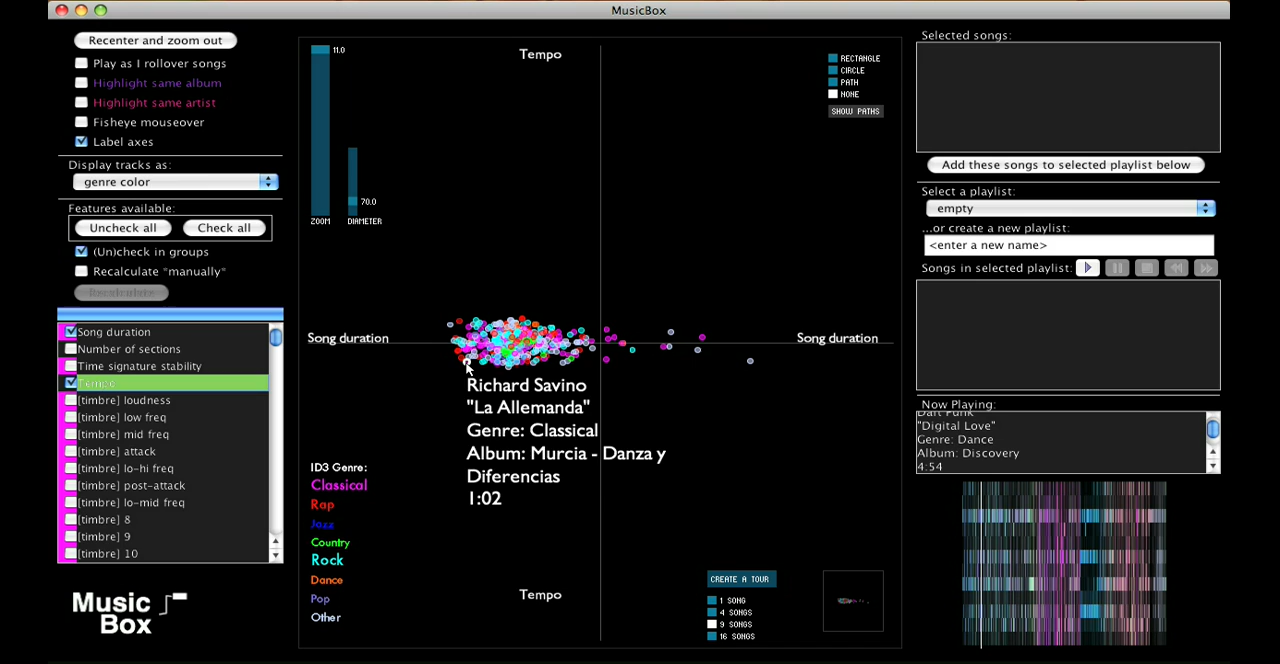 MusicBox
Recenter and zoom out
Play as I rollover songs
Highlight same album
Highlight same artist
Fisheye mouseover
Label axes
Display tracks as:
genre color
Features available:
Uncheck all
Check all
(Un)check in groups
Recalculate "manually"
Recalculate
Song duration
Number of sections
Time signature stability
Tempo
[timbre] loudness
[timbre] low freq
[timbre] mid freq
[timbre] attack
[timbre] lo-hi freq
[timbre] post-attack
[timbre] lo-mid freq
[timbre] 8
[timbre] 9
[timbre] 10
Music
Box
11.0
ZOOM
70.0
DIAMETER
Tempo
RECTANGLE
CIRCLE
PATH
NONE
SHOW PATHS
Song duration
Song duration
Richard Savino
"La Allemanda"
Genre: Classical
Album: Murcia - Danza y
Diferencias
1:02
ID3 Genre:
Classical
Rap
Jazz
Country
Rock
Dance
Pop
Other
Tempo
CREATE A TOUR
1 SONG
4 SONGS
9 SONGS
16 SONGS
Selected songs:
Add these songs to selected playlist below
Select a playlist:
empty
...or create a new playlist:
<enter a new name>
Songs in selected playlist:
Now Playing:
Daft Punk
"Digital Love"
Genre: Dance
Album: Discovery
4:54